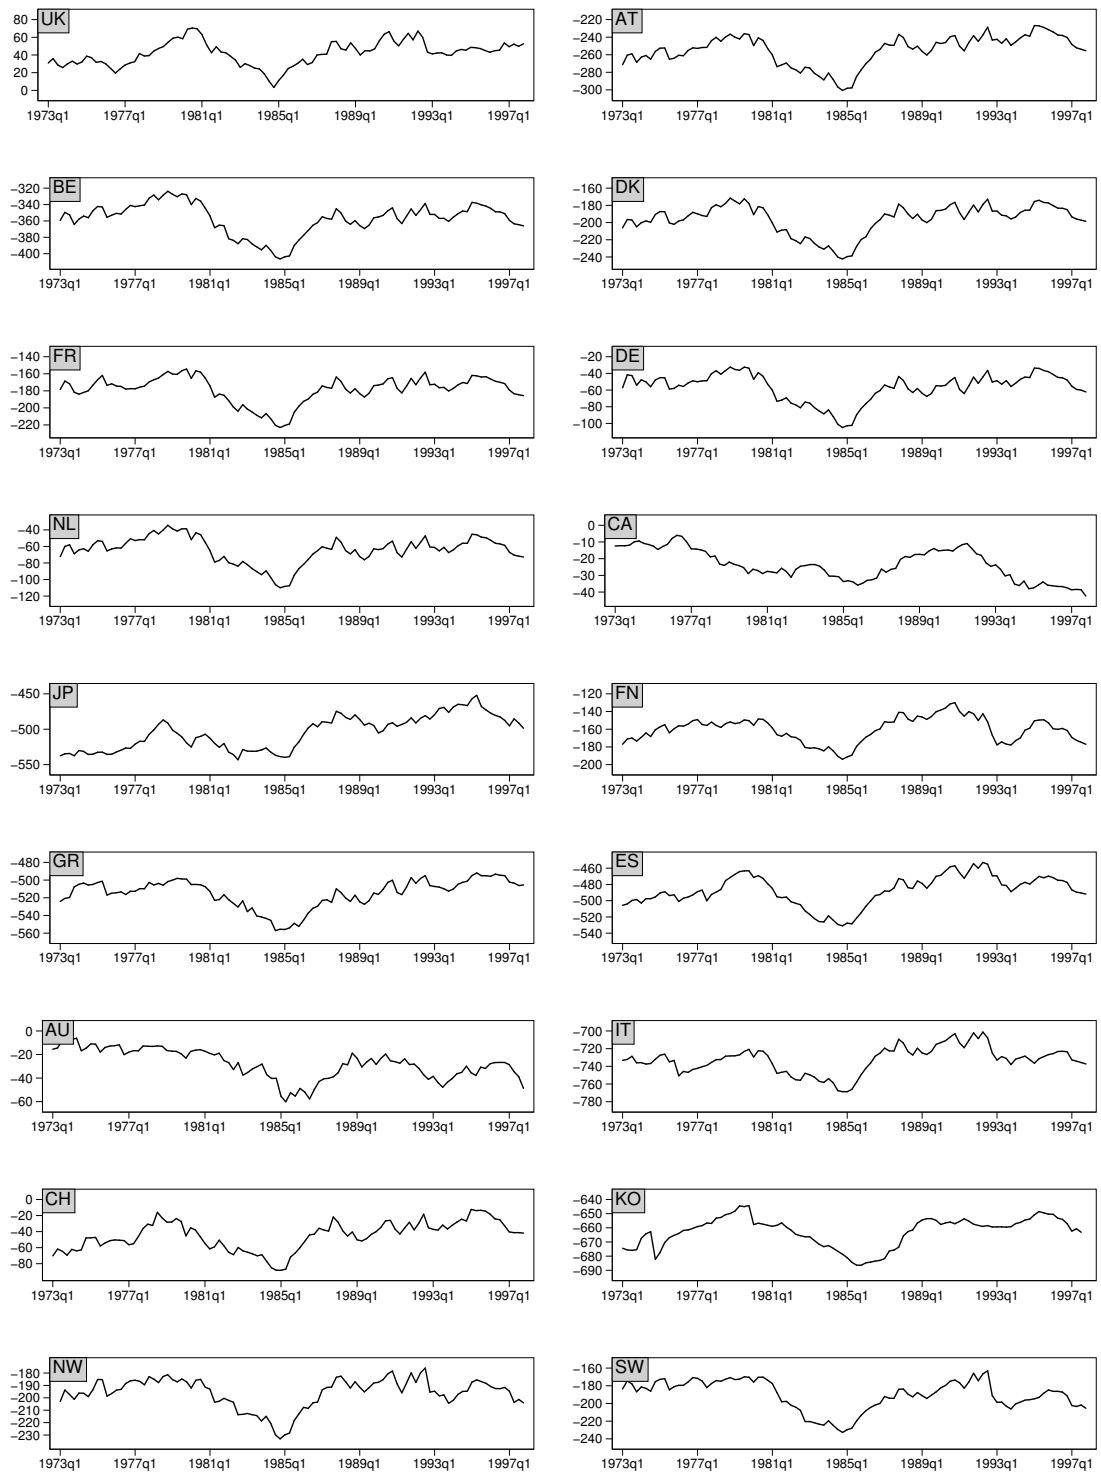 UK
80
60
40
20
0
1973q1 1977q1 1981q1 1985q1 1989q1 1993q1 1997q1
AT
−220
−240
−260
−280
−300
1973q1 1977q1 1981q1 1985q1 1989q1 1993q1 1997q1
BE
−320
−340
−360
−380
−400
1973q1 1977q1 1981q1 1985q1 1989q1 1993q1 1997q1
DK
−160
−180
−200
−220
−240
1973q1 1977q1 1981q1 1985q1 1989q1 1993q1 1997q1
FR
−140
−160
−180
−200
−220
1973q1 1977q1 1981q1 1985q1 1989q1 1993q1 1997q1
DE
−20
−40
−60
−80
−100
1973q1 1977q1 1981q1 1985q1 1989q1 1993q1 1997q1
NL
−40
−60
−80
−100
−120
1973q1 1977q1 1981q1 1985q1 1989q1 1993q1 1997q1
CA
0
−10
−20
−30
−40
1973q1 1977q1 1981q1 1985q1 1989q1 1993q1 1997q1
JP
−450
−500
−550
1973q1 1977q1 1981q1 1985q1 1989q1 1993q1 1997q1
FN
−120
−140
−160
−180
−200
1973q1 1977q1 1981q1 1985q1 1989q1 1993q1 1997q1
GR
−480
−500
−520
−540
−560
1973q1 1977q1 1981q1 1985q1 1989q1 1993q1 1997q1
ES
−460
−480
−500
−520
−540
1973q1 1977q1 1981q1 1985q1 1989q1 1993q1 1997q1
AU
0
−20
−40
−60
1973q1 1977q1 1981q1 1985q1 1989q1 1993q1 1997q1
IT
−700
−720
−740
−760
−780
1973q1 1977q1 1981q1 1985q1 1989q1 1993q1 1997q1
CH
0
−20
−40
−60
−80
1973q1 1977q1 1981q1 1985q1 1989q1 1993q1 1997q1
KO
−640
−650
−660
−670
−680
−690
1973q1 1977q1 1981q1 1985q1 1989q1 1993q1 1997q1
NW
−180
−190
−200
−210
−220
−230
1973q1 1977q1 1981q1 1985q1 1989q1 1993q1 1997q1
SW
−160
−180
−200
−220
−240
1973q1 1977q1 1981q1 1985q1 1989q1 1993q1 1997q1